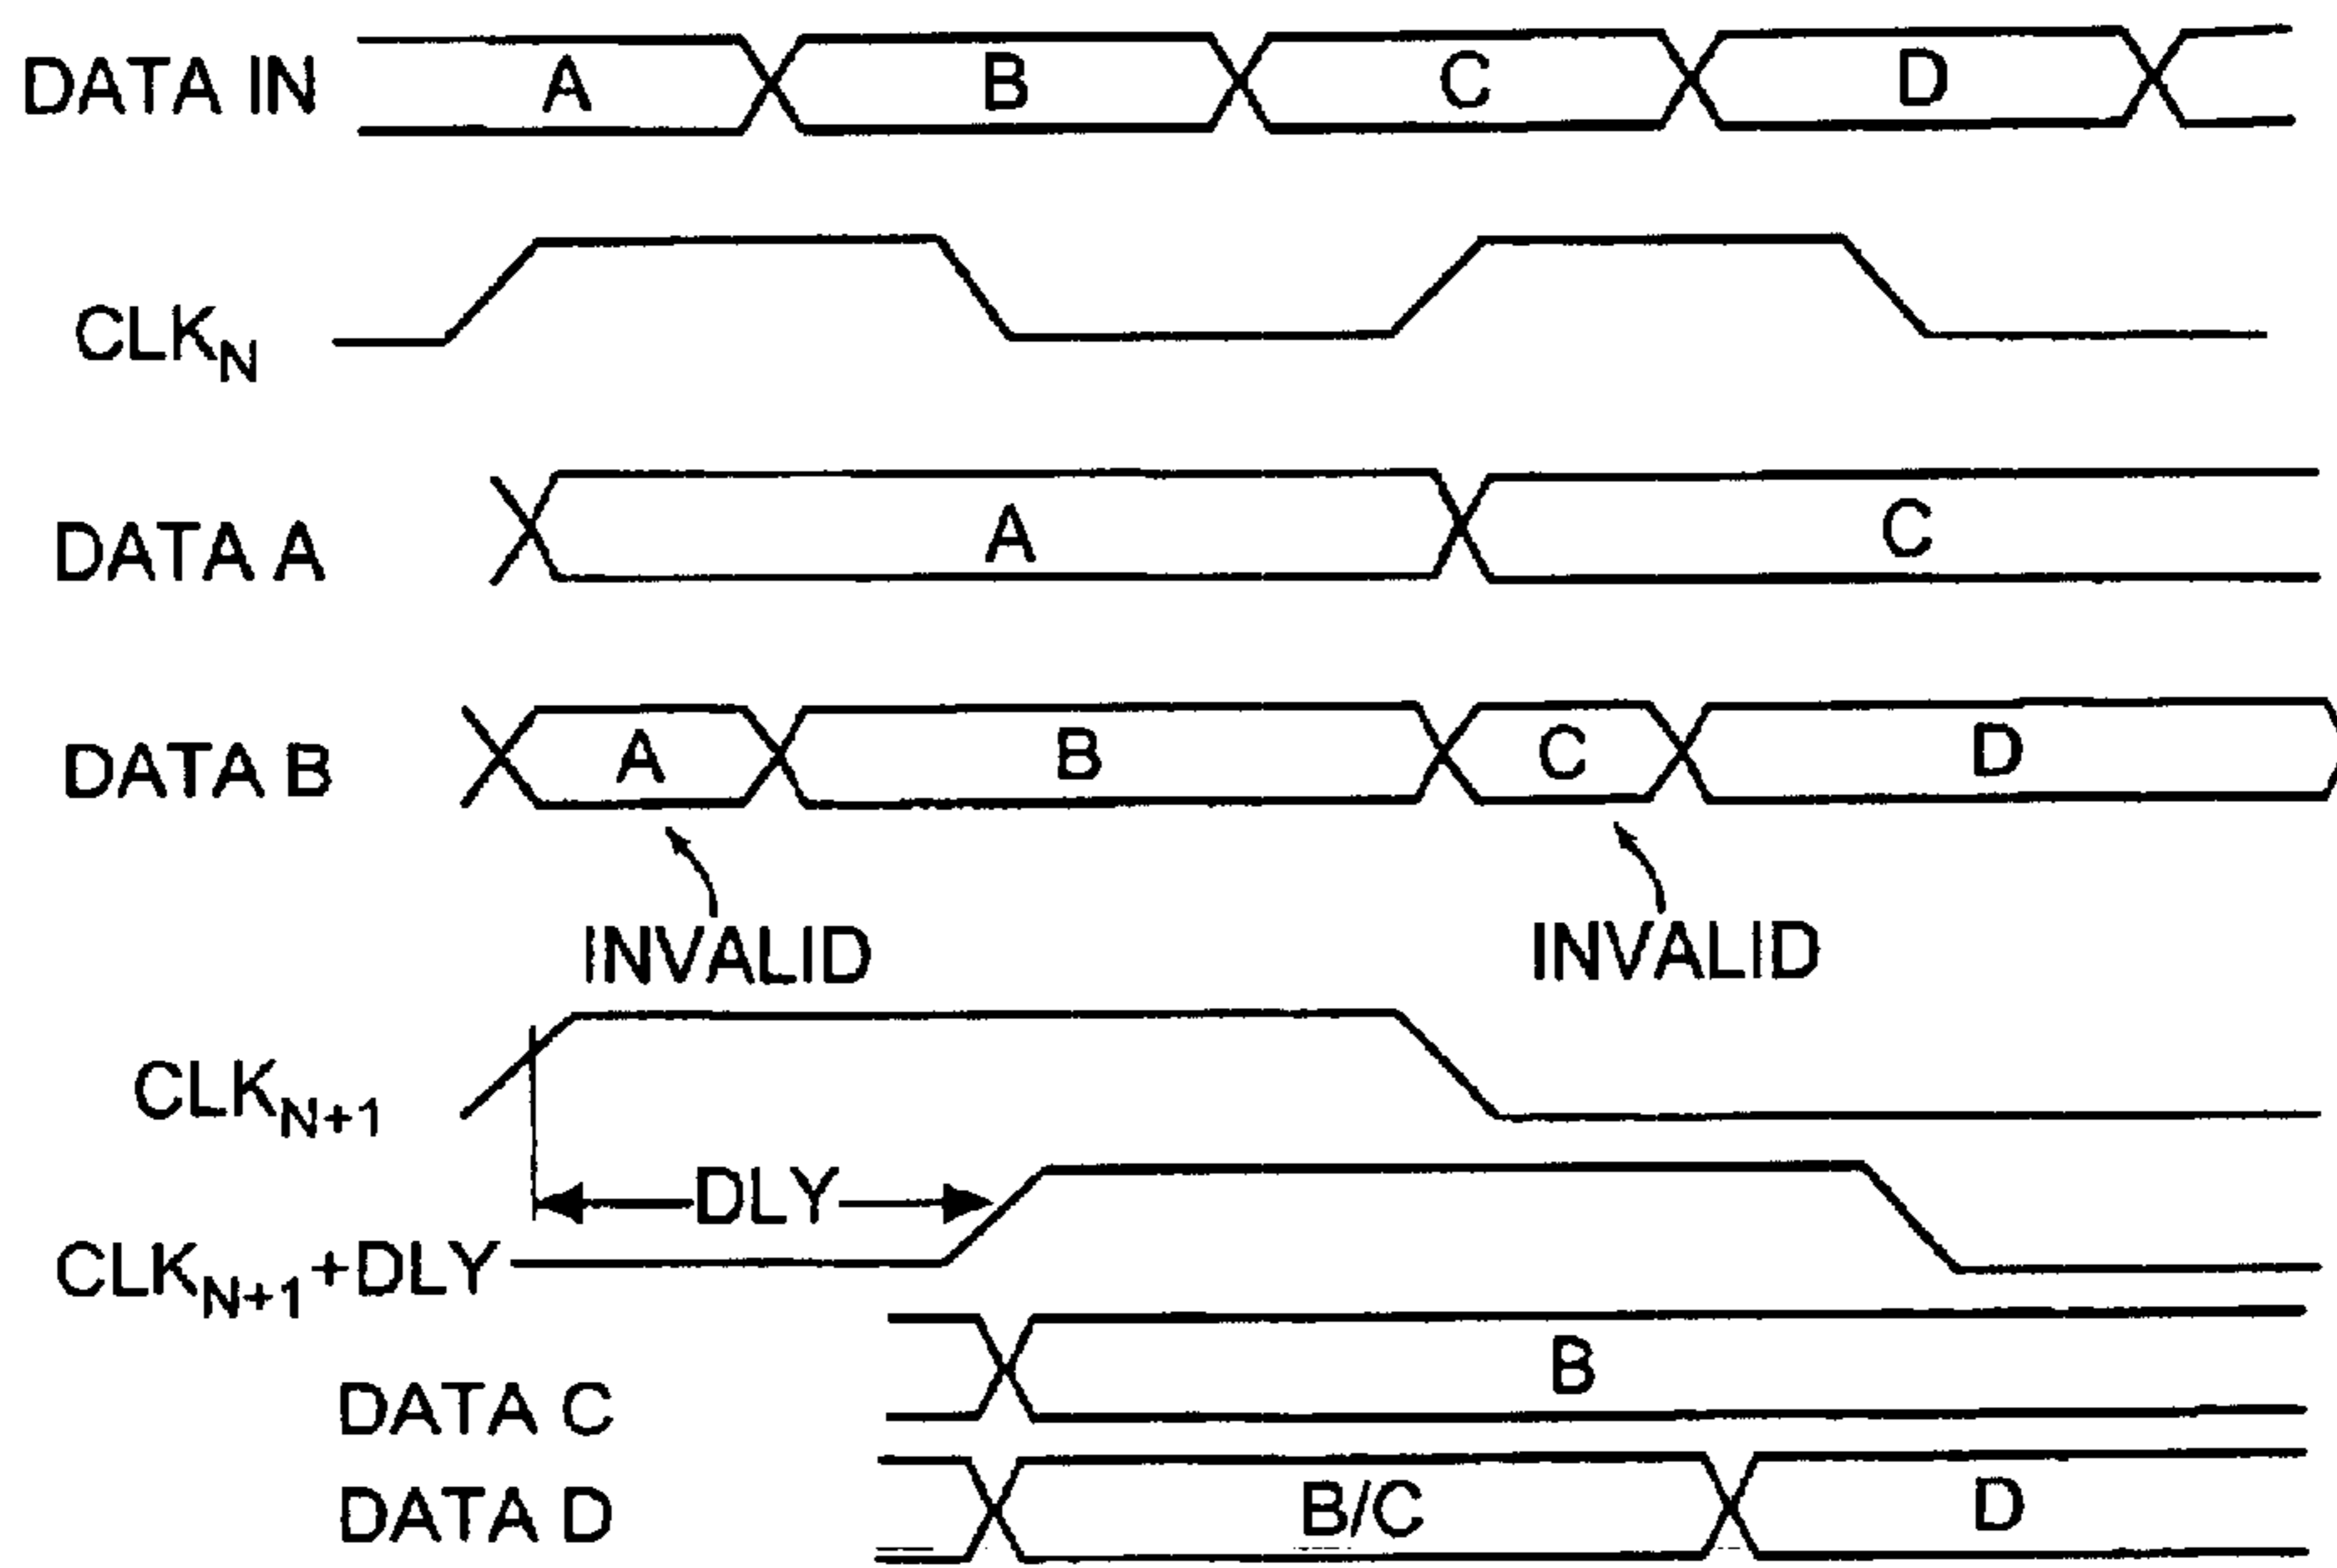 DATA IN A B C D
CLKN
DATA A A C
DATA B A B C D
INVALID INVALID
CLKN+1
DLY
CLKN+1+DLY
DATA C B
DATA D B/C D